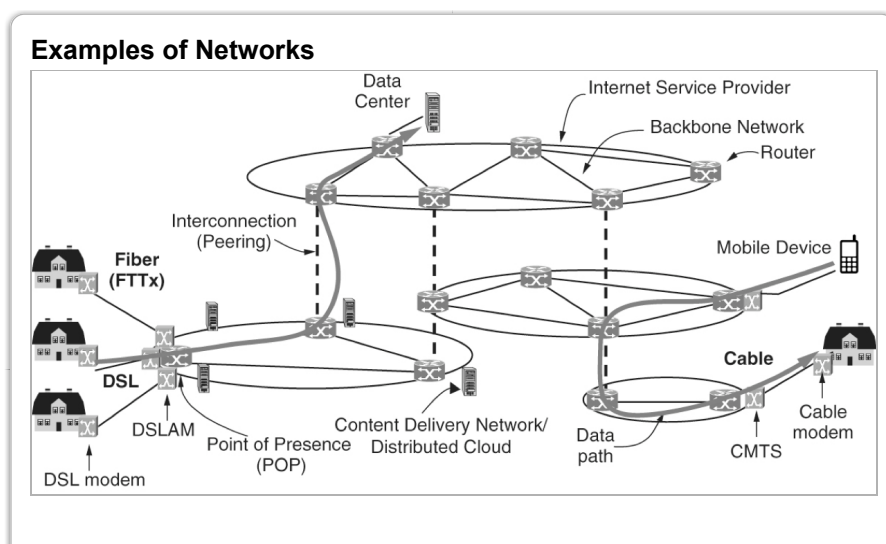 Examples of Networks
Data
Center
Internet Service Provider
Backbone Network
Router
Interconnection
(Peering)
Mobile Device
Fiber
(FTTx)
DSL
Cable
DSLAM
Point of Presence
(POP)
Content Delivery Network/
Distributed Cloud
Data
path
CMTS
Cable
modem
DSL modem